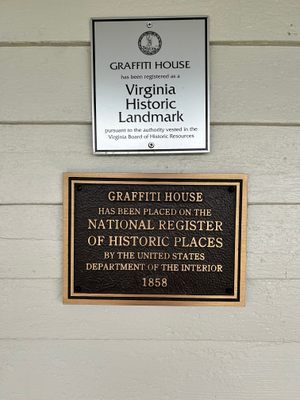 GRAFFITI HOUSE
has been registered as a
Virginia
Historic
Landmark
pursuant to the authority vested in the
Virginia Board of Historic Resources
GRAFFITI HOUSE
HAS BEEN PLACED ON THE
NATIONAL REGISTER
OF HISTORIC PLACES
BY THE UNITED STATES
DEPARTMENT OF THE INTERIOR
1858